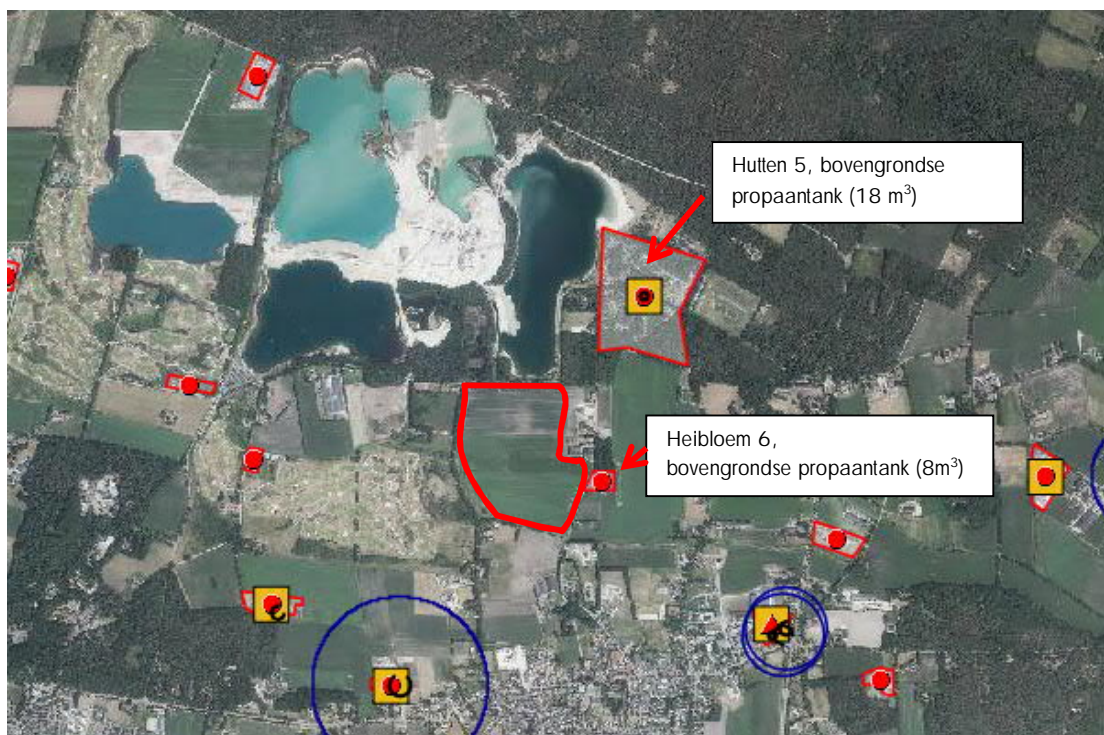 Hutten 5, bovengrondse
propaantank (18 m³)
Heibloem 6,
bovengrondse propaantank (8m³)